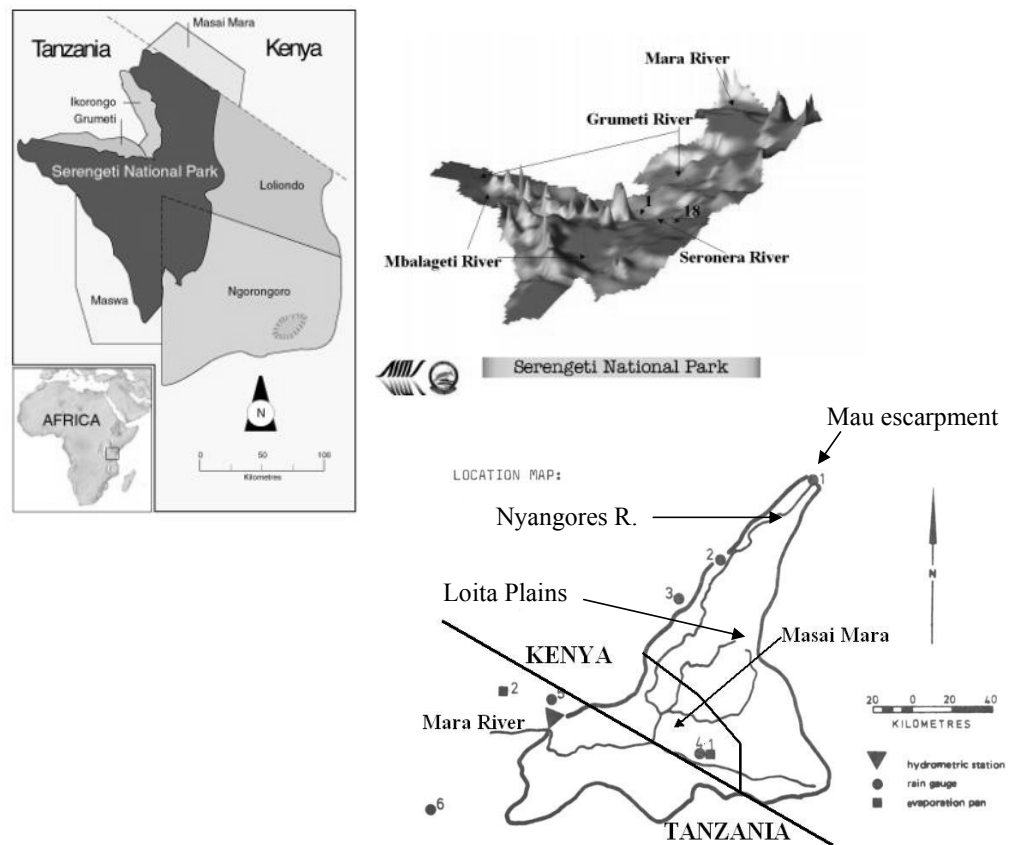 Masai Mara
Tanzania
Kenya
Ikorongo
Grumeti
Serengeti National Park
Loliondo
Maswa
Ngorongoro
AFRICA
N
0 50 100
Kilometres
Mara River
Grumeti River
1
18
Mbalageti River
Seronera River
AIMS
Serengeti National Park
Mau escarpment
LOCATION MAP:
1
Nyangores R.
2
N
3
Loita Plains
Masai Mara
KENYA
2
5
20 0 20 40
KILOMETRES
Mara River
4
1
hydrometric station
rain gauge
evaporation pan
6
TANZANIA